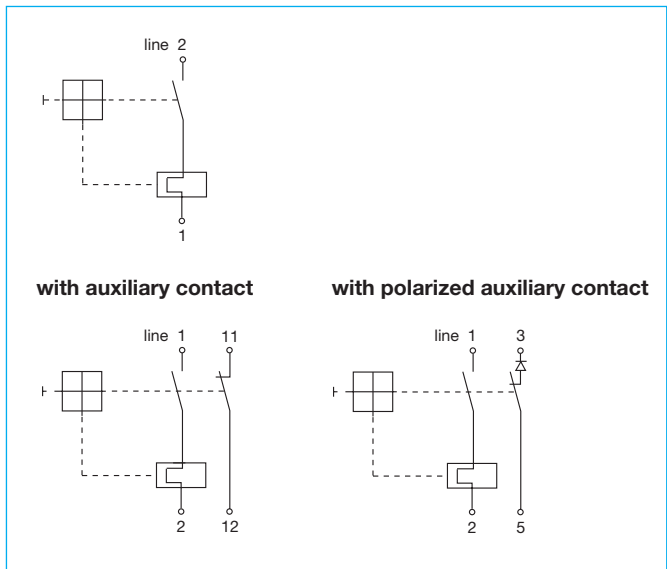 line 2
1
with auxiliary contact
line 1 11
2 12
with polarized auxiliary contact
line 1 3
2 5